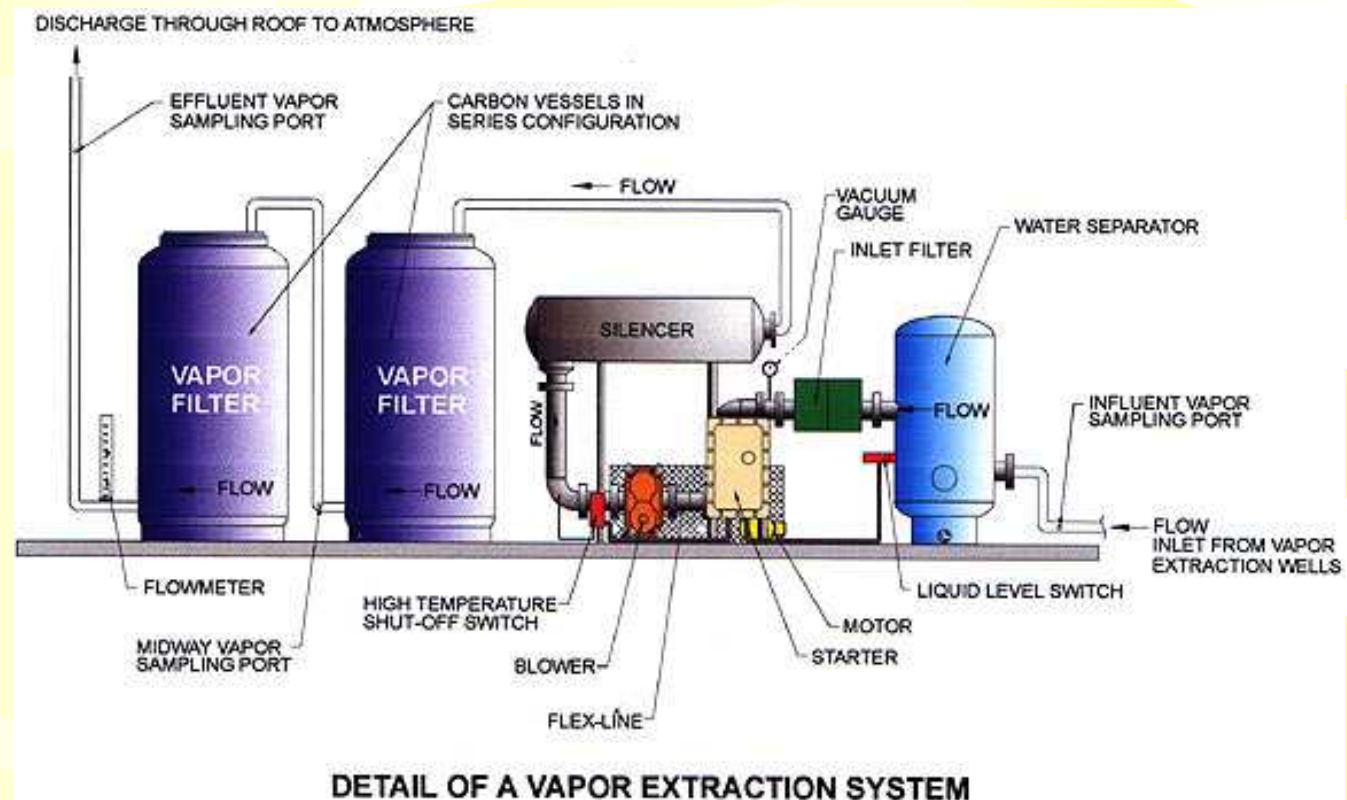 DISCHARGE THROUGH ROOF TO ATMOSPHERE
EFFLUENT VAPOR
SAMPLING PORT
CARBON VESSELS IN
SERIES CONFIGURATION
FLOW
VACUUM
GAUGE
INLET FILTER
WATER SEPARATOR
SILENCER
VAPOR
FILTER
VAPOR
FILTER
FLOW
FLOW
INFLUENT VAPOR
SAMPLING PORT
FLOW
FLOW
FLOW
INLET FROM VAPOR
EXTRACTION WELLS
FLOWMETER
LIQUID LEVEL SWITCH
HIGH TEMPERATURE
SHUT-OFF SWITCH
MOTOR
MIDWAY VAPOR
SAMPLING PORT
STARTER
BLOWER
FLEX-LINE
DETAIL OF A VAPOR EXTRACTION SYSTEM